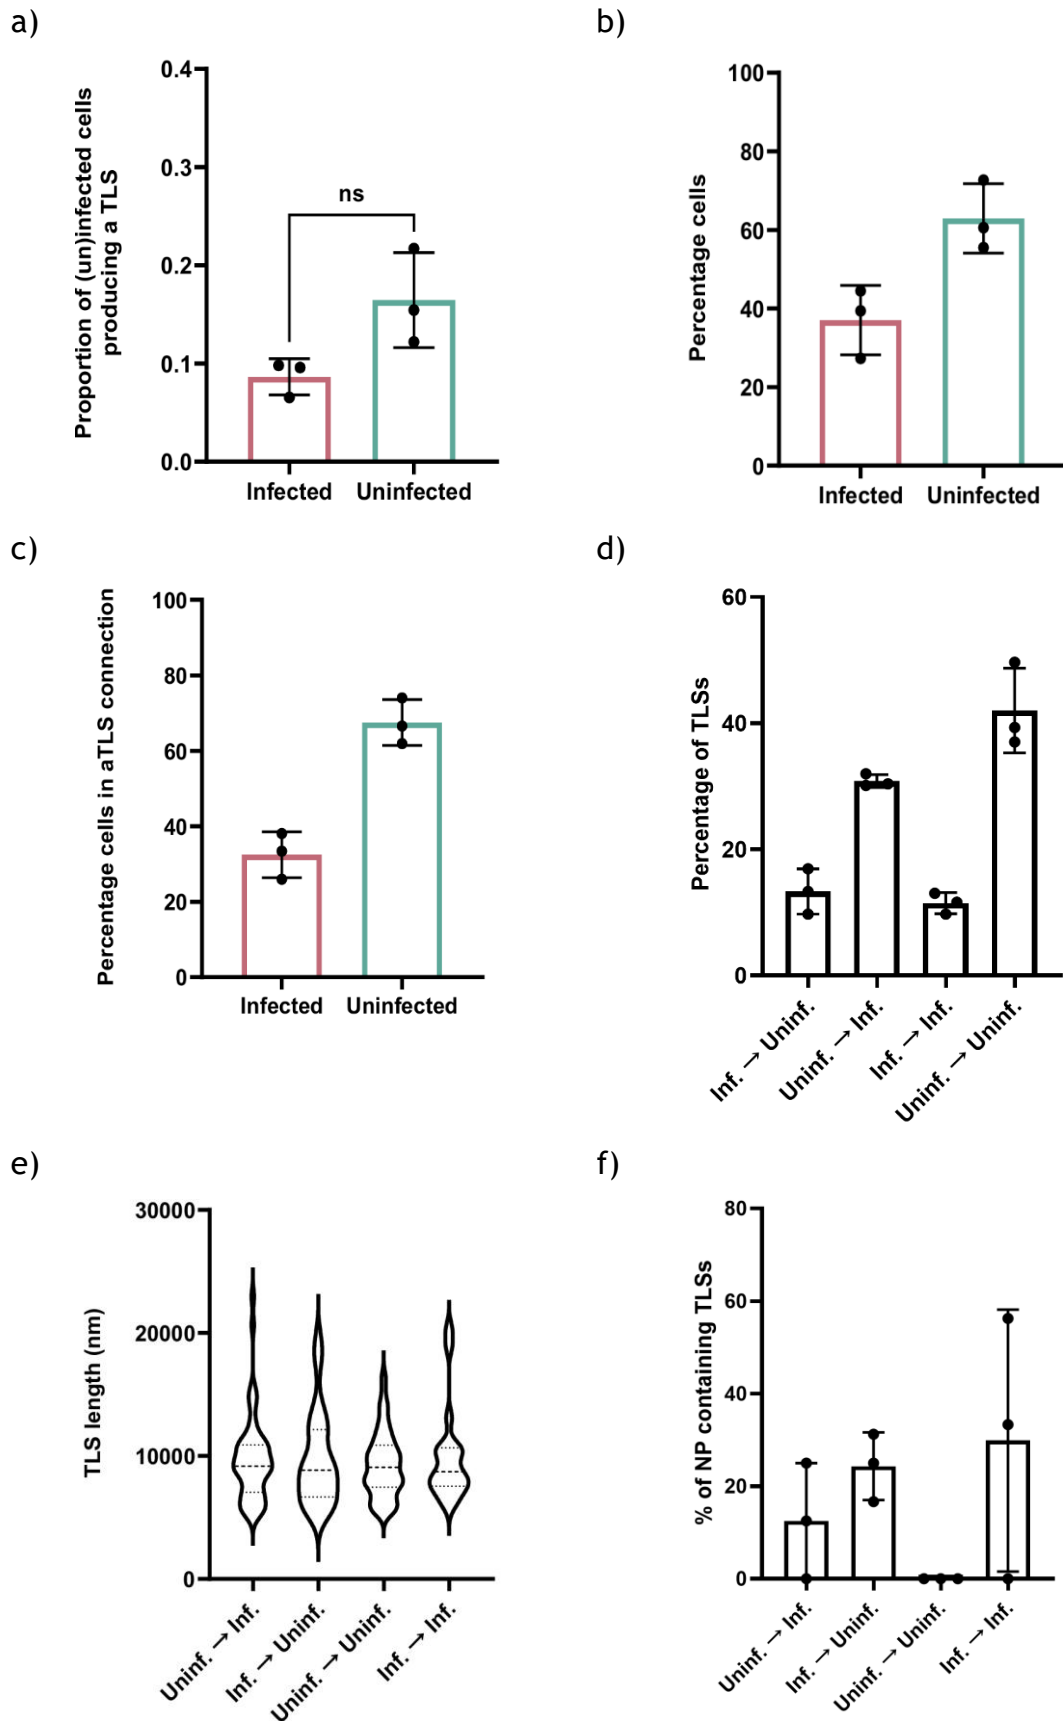 a)
Proportion of (un)infected cells
producing a TLS
0.4
0.3
0.2
0.1
0.0
ns
Infected
Uninfected
b)
Percentage cells
100
80
60
40
20
0
Infected
Uninfected
c)
Percentage cells in aTLS connection
100
80
60
40
20
0
Infected
Uninfected
d)
Percentage of TLSs
60
40
20
0
Inf. → Uninf.
Uninf. → Inf.
Inf. → Inf.
Uninf. → Uninf.
e)
TLS length (nm)
30000
20000
10000
0
Uninf. → Inf.
Inf. → Uninf.
Uninf. → Uninf.
Inf. → Inf.
f)
% of NP containing TLSs
80
60
40
20
0
Uninf. → Inf.
Inf. → Uninf.
Uninf. → Uninf.
Inf. → Inf.